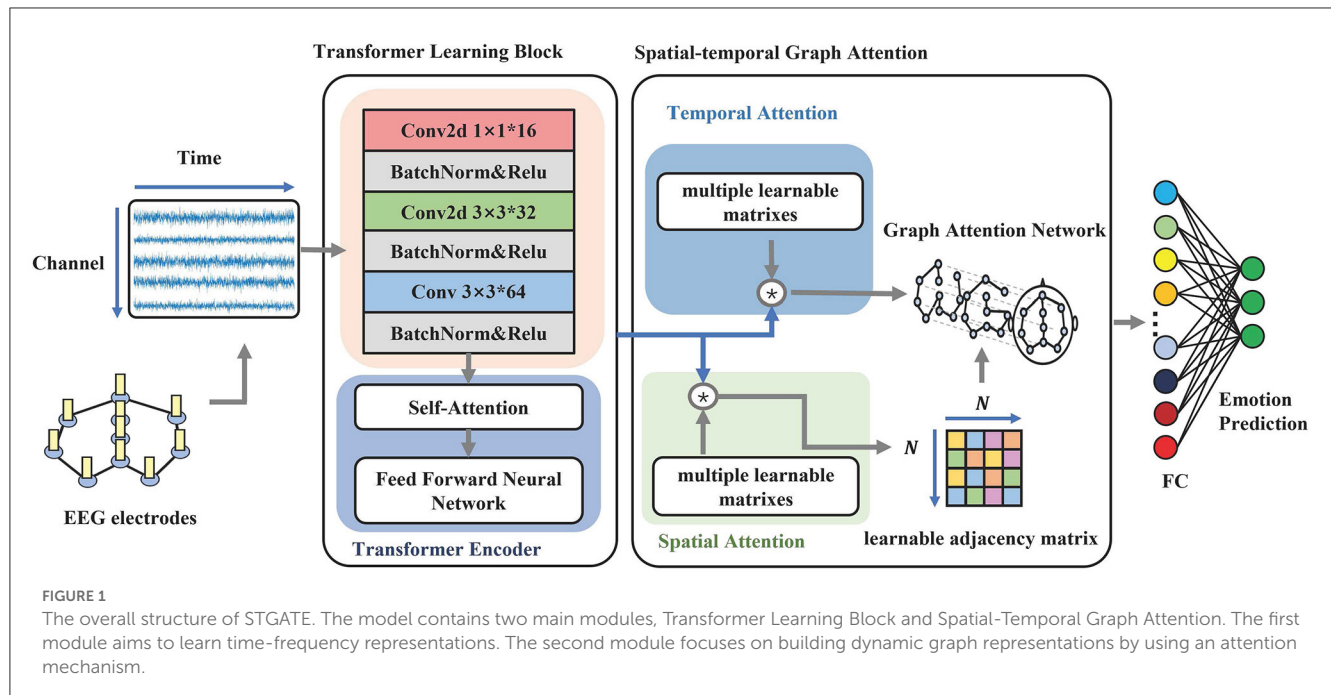 Transformer Learning Block
Spatial-temporal Graph Attention
Time
Channel
EEG electrodes
Conv2d 1×1*16
BatchNorm&Relu
Conv2d 3×3*32
BatchNorm&Relu
Conv 3×3*64
BatchNorm&Relu
Self-Attention
Feed Forward Neural
Network
Transformer Encoder
Temporal Attention
multiple learnable
matrixes
*
*
multiple learnable
matrixes
Spatial Attention
Graph Attention Network
N
N
learnable adjacency matrix
Emotion
Prediction
FC
FIGURE 1
The overall structure of STGATE. The model contains two main modules, Transformer Learning Block and Spatial-Temporal Graph Attention. The first
module aims to learn time-frequency representations. The second module focuses on building dynamic graph representations by using an attention
mechanism.